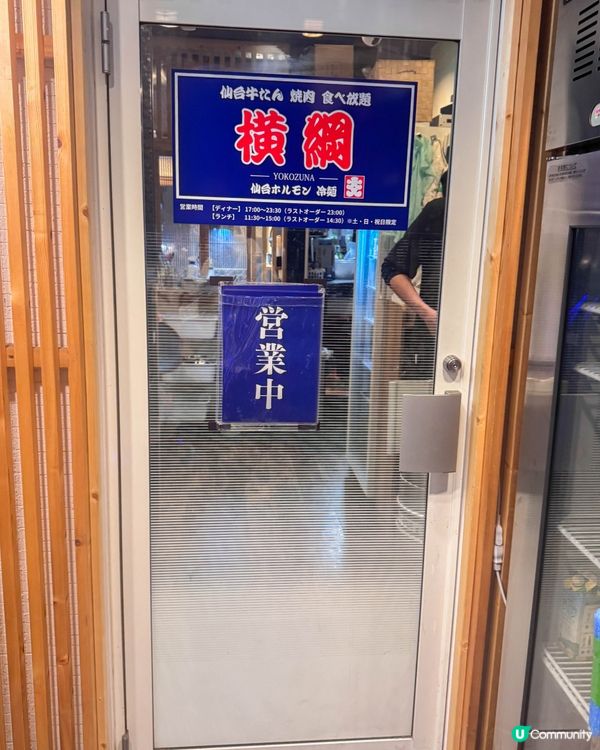 仙台牛たん 焼肉 食べ放題
横綱
YOKOZUNA
仙台ホルモン 冷麺
営業時間 【ディナー】 17:00〜23:30 (ラストオーダー 23:00)
【ランチ】 11:30〜15:00 (ラストオーダー 14:30) ※土・日・祝日限定
営業中
U Community